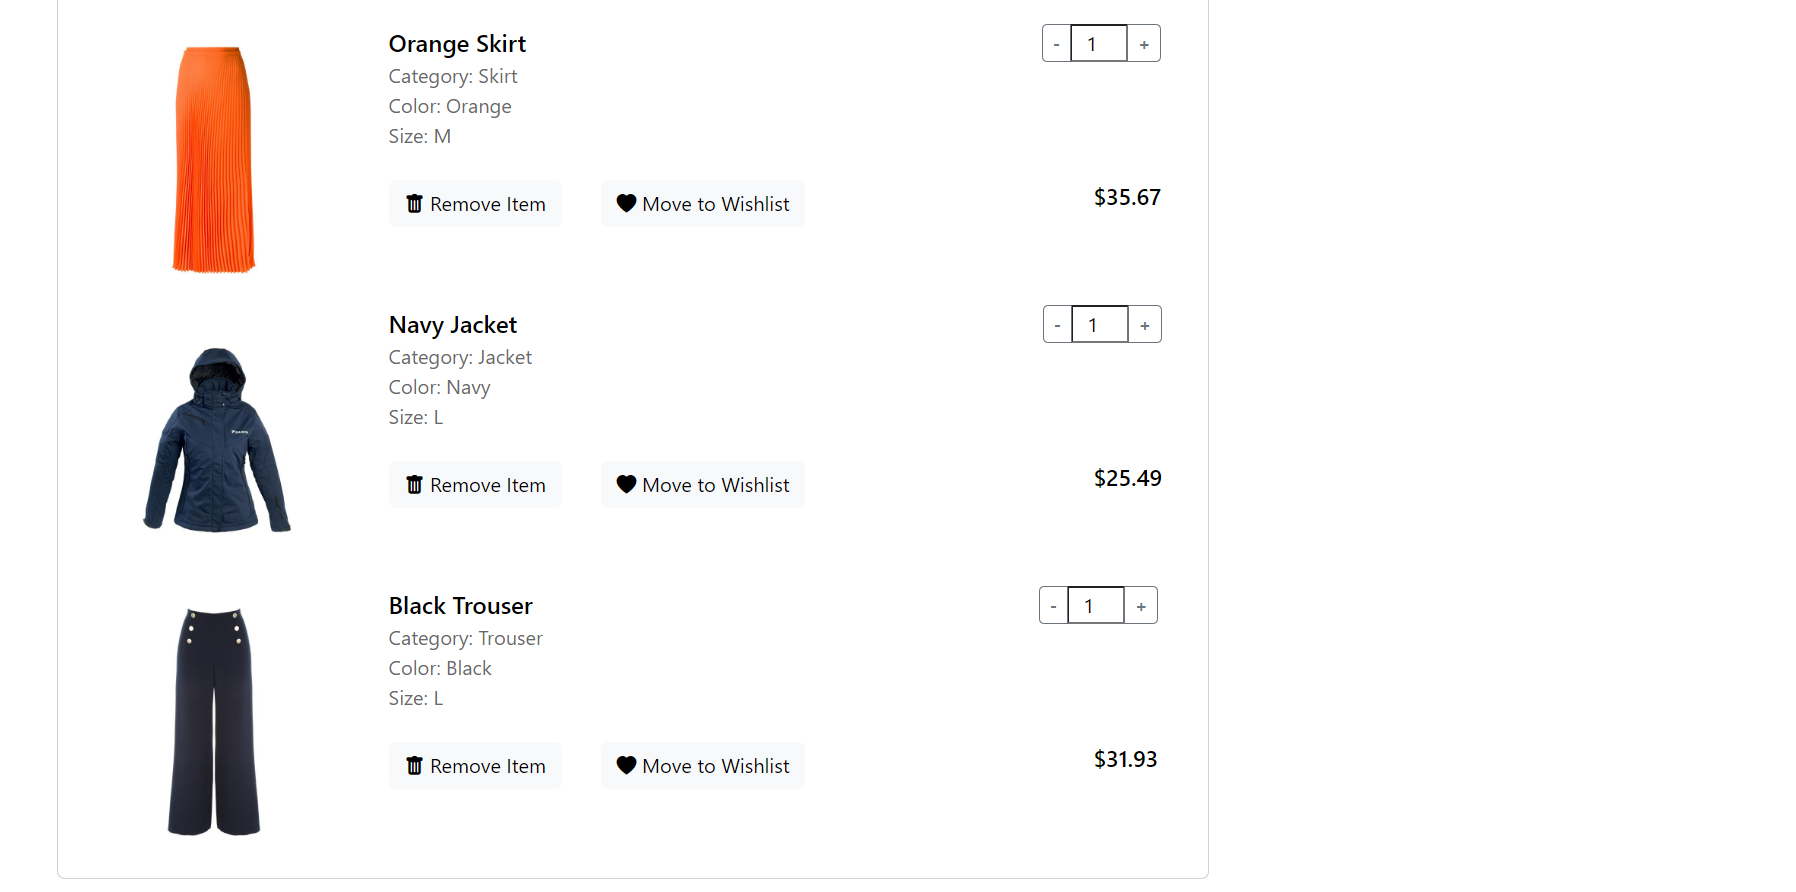 Orange Skirt
- 1 +
Category: Skirt
Color: Orange
Size: M
Remove Item
Move to Wishlist
$35.67
Navy Jacket
- 1 +
Category: Jacket
Color: Navy
Size: L
Remove Item
Move to Wishlist
$25.49
Black Trouser
- 1 +
Category: Trouser
Color: Black
Size: L
Remove Item
Move to Wishlist
$31.93